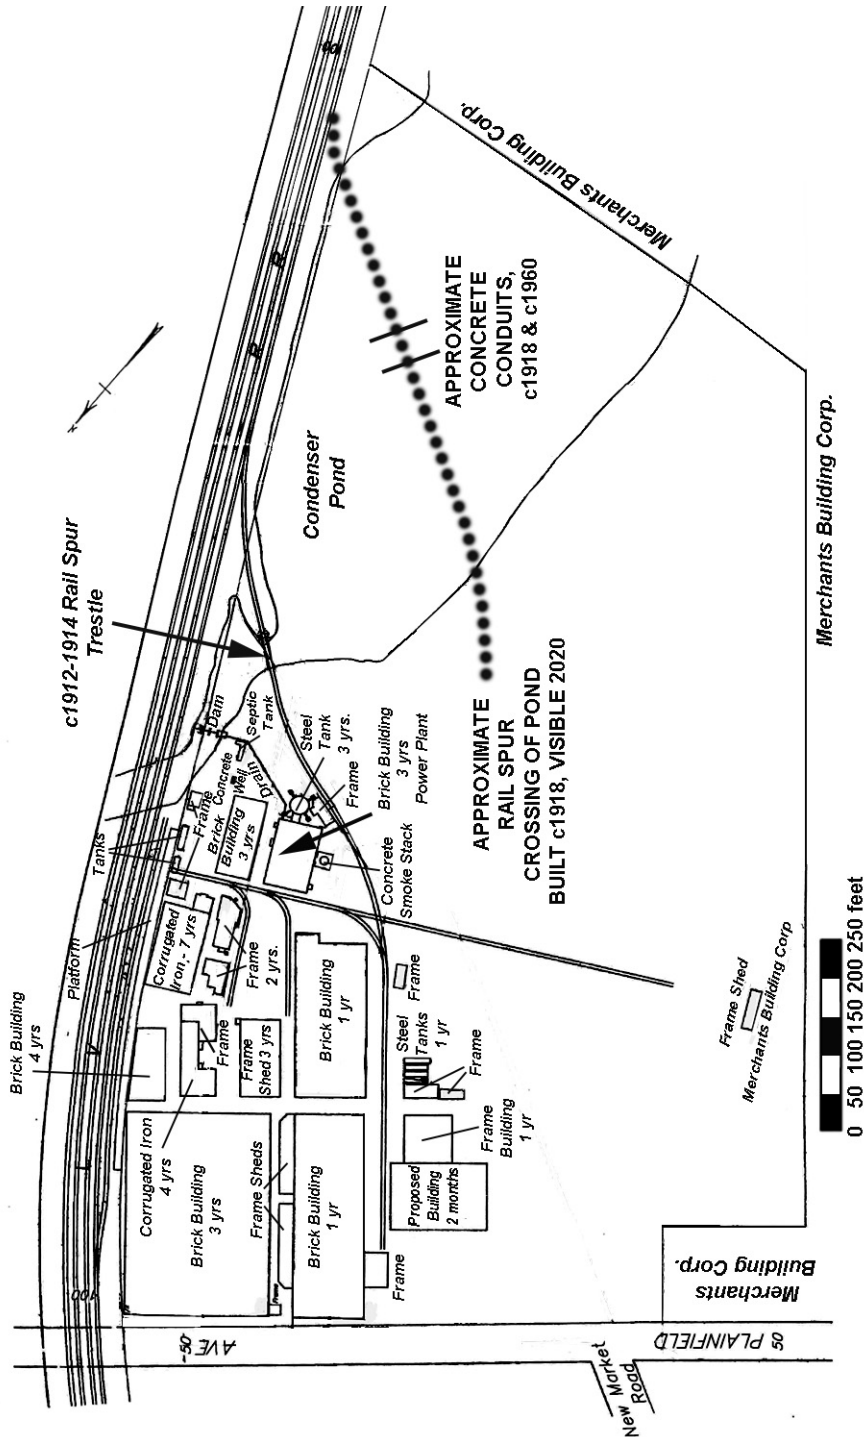 100
L
V
R
R
100
Merchants Building Corp.
Merchants Building Corp.
APPROXIMATE
CONCRETE
CONDUITS,
c1918 & c1960
Condenser
Pond
c1912-1914 Rail Spur
Trestle
APPROXIMATE
RAIL SPUR
CROSSING OF POND
BUILT c1918, VISIBLE 2020
Dam
Septic
Tank
Concrete
Well
Drain
Steel
Tank
3 yrs.
Frame
Brick Building
3 yrs
Power Plant
Concrete
Smoke Stack
Tanks
Frame
Brick
Building
3 yrs
Platform
Corrugated
Iron,- 7 yrs
Frame
2 yrs.
Brick Building
4 yrs
Frame
Frame
Shed 3 yrs
Brick Building
1 yr
Frame
Steel
Tanks
1 yr
Frame
Corrugated Iron
4 yrs
Brick Building
3 yrs
Frame Sheds
Brick Building
1 yr
Frame
Building
1 yr
Proposed
Building
2 months
Frame
Frame Shed
Merchants Building Corp
0 50 100 150 200 250 feet
Merchants
Building Corp.
50 PLAINFIELD
-50-
AVE
New Market
Road